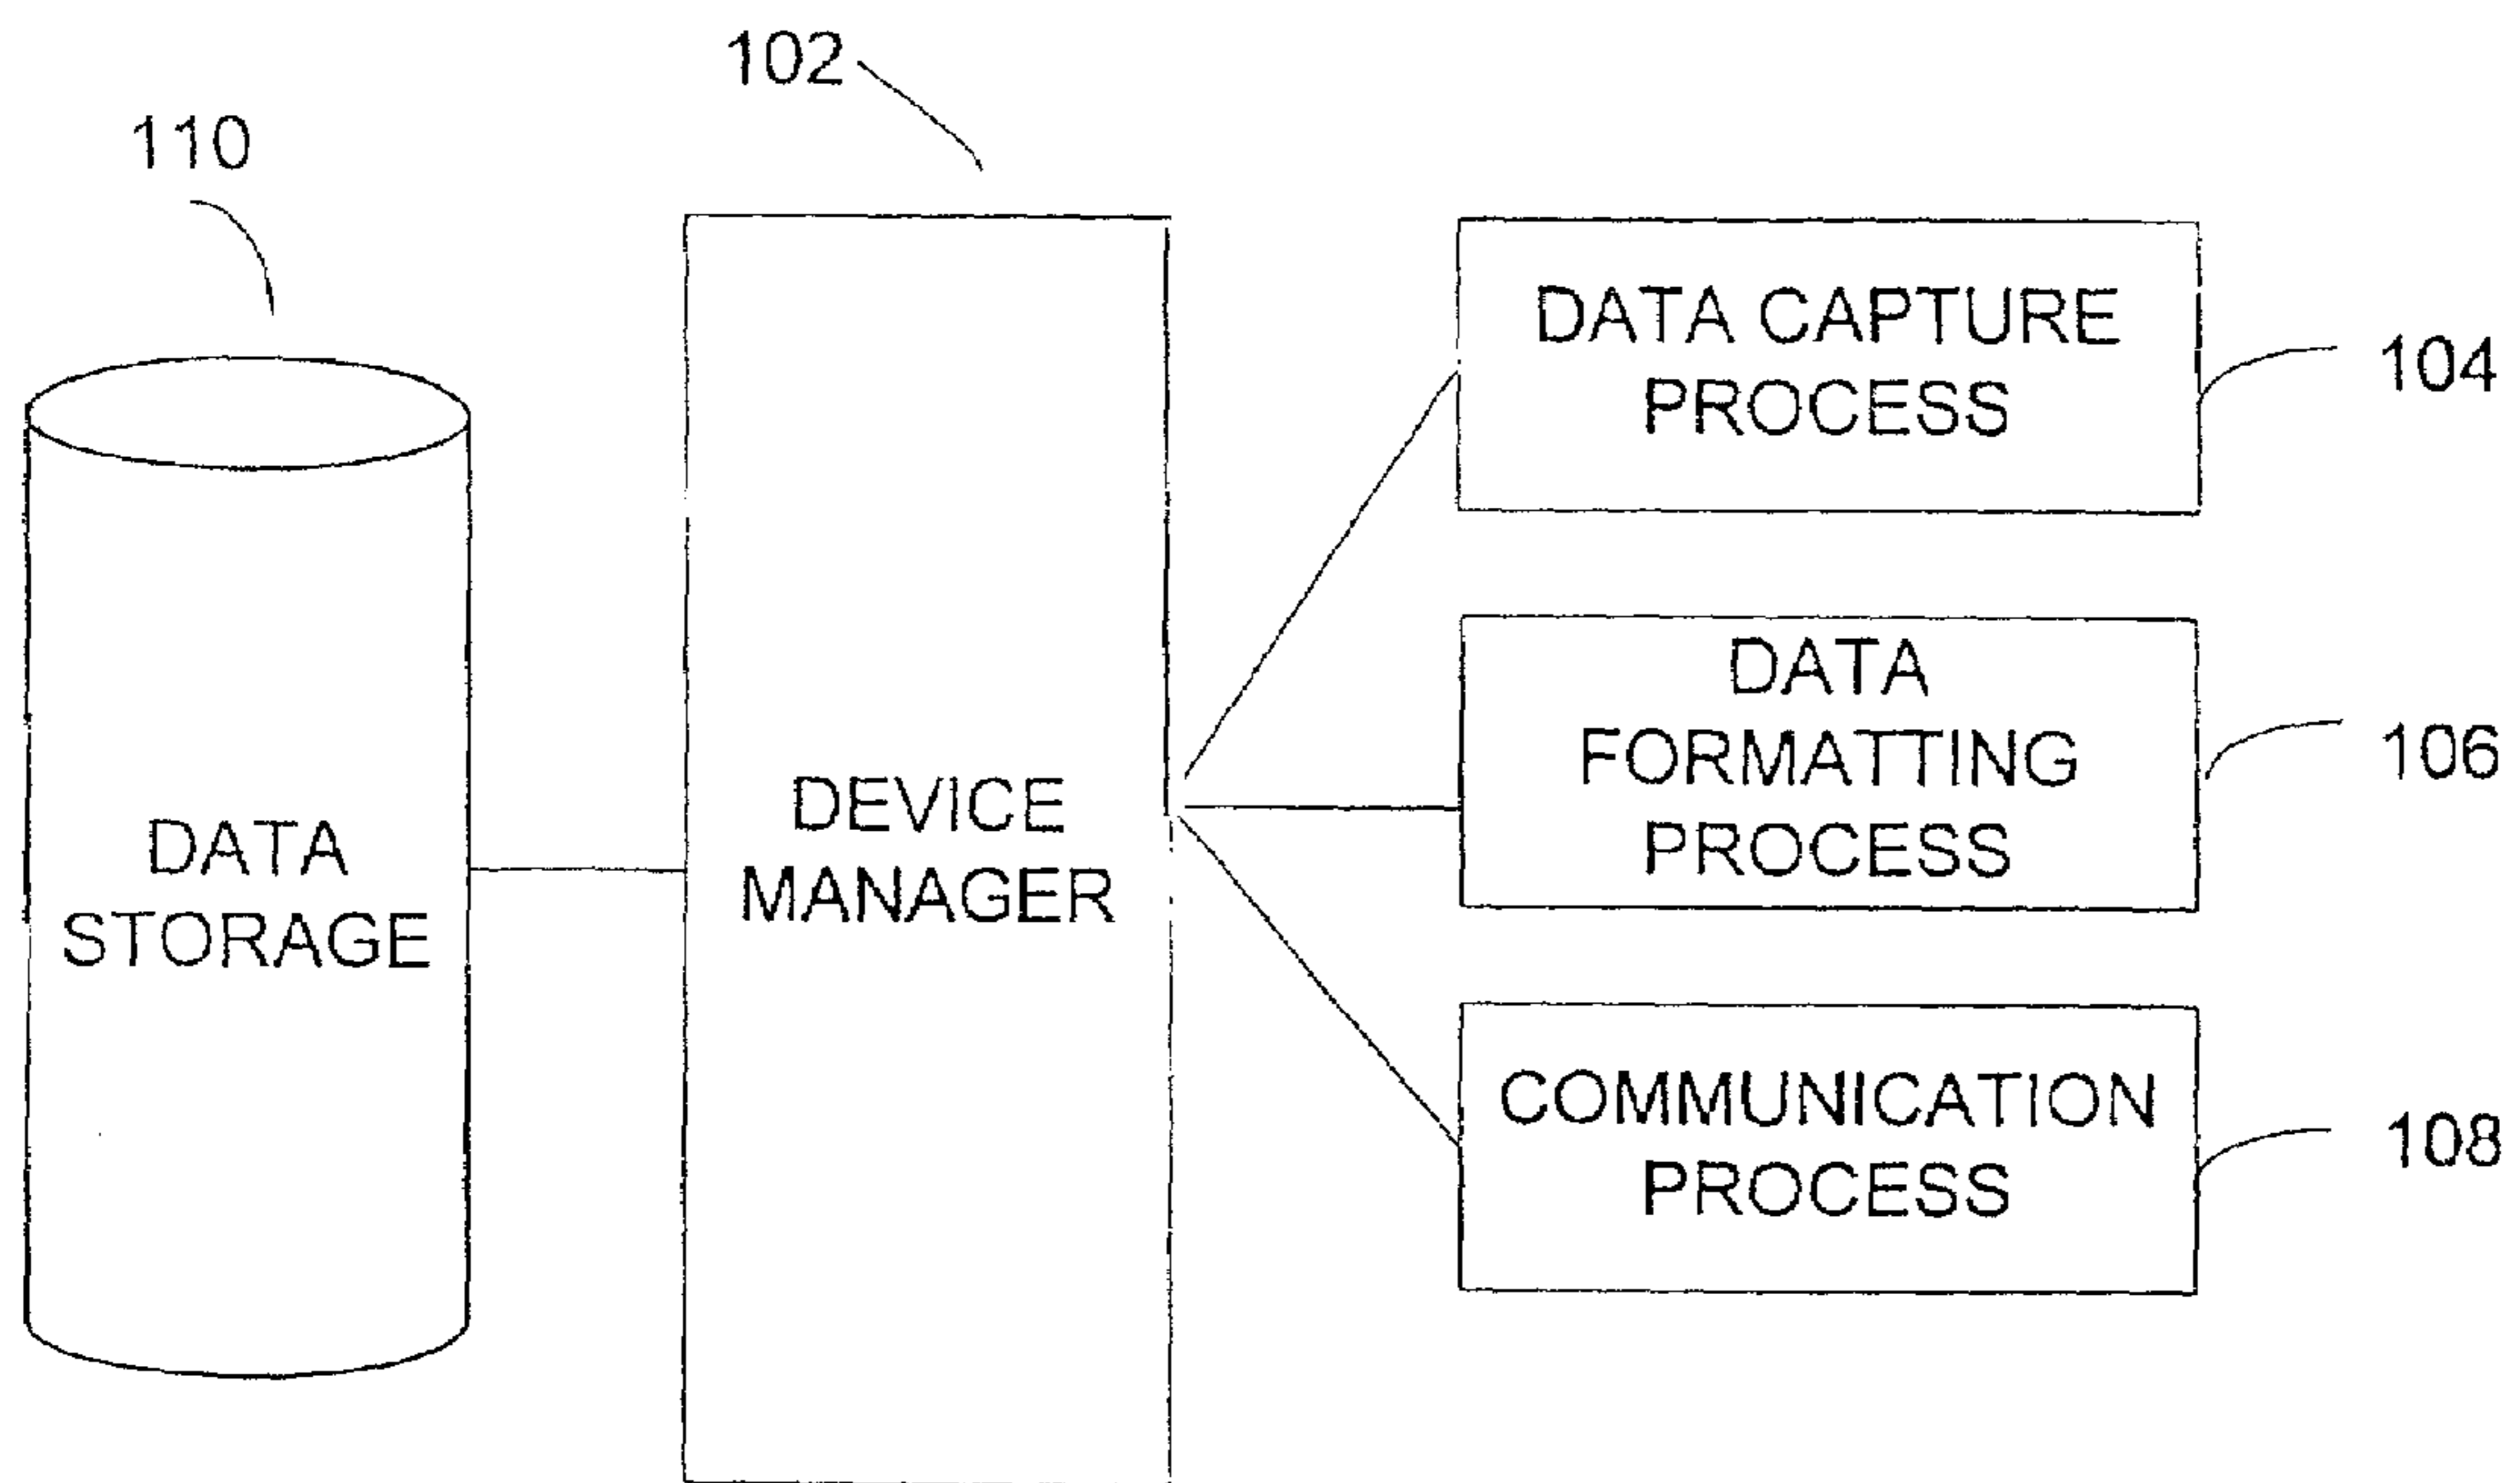 102
110
DATA CAPTURE
PROCESS
104
DATA
FORMATTING
PROCESS
106
DEVICE
MANAGER
DATA
STORAGE
COMMUNICATION
PROCESS
108